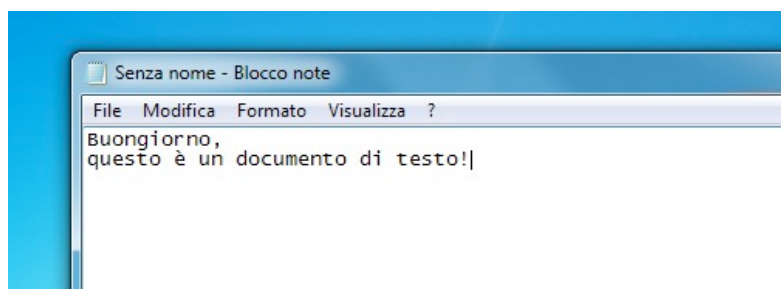 Senza nome - Blocco note
File Modifica Formato Visualizza ?
Buongiorno,
questo è un documento di testo!